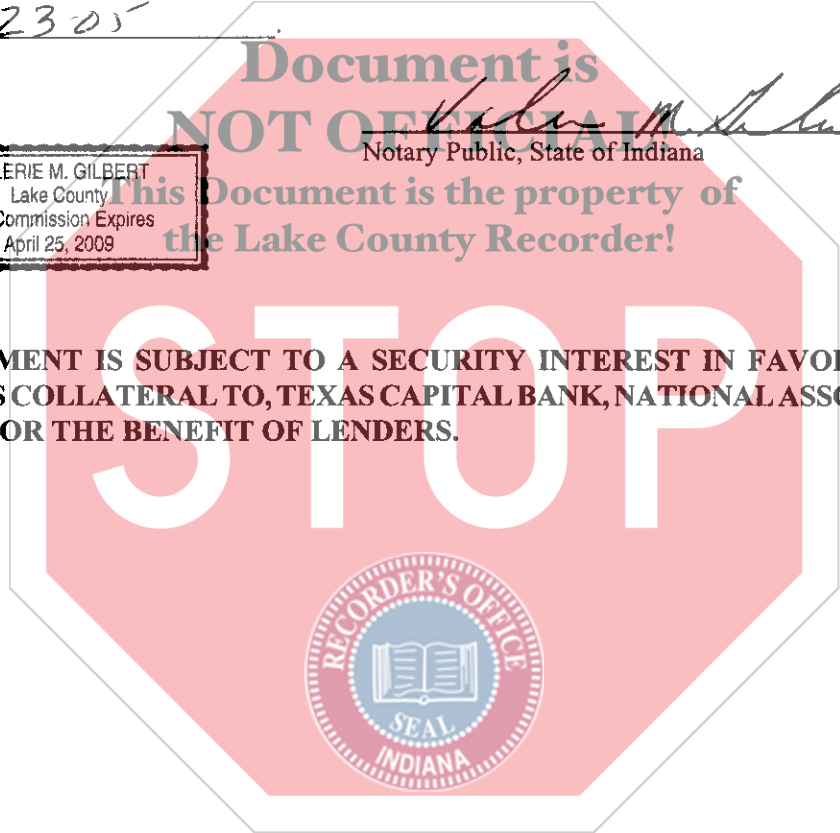 23-05
Document is
NOT OFFICIAL!
Notary Public, State of Indiana
ERIE M. GILBERT
Lake County
Commission Expires
April 25, 2009
This Document is the property of
the Lake County Recorder!
MENT IS SUBJECT TO A SECURITY INTEREST IN FAVO
COLLATERAL TO, TEXAS CAPITAL BANK, NATIONAL ASS
OR THE BENEFIT OF LENDERS.
STOP
RECORDER'S OFFICE
SEAL
INDIANA